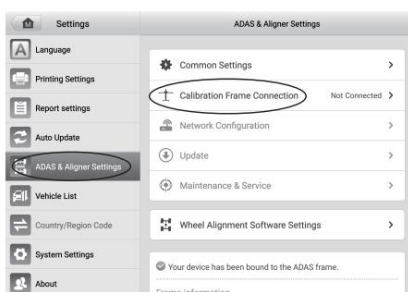 Settings
ADAS & Aligner Settings
Language
Printing Settings
Report settings
Auto Update
ADAS & Aligner Settings
Vehicle List
Country/Region Code
System Settings
About
Common Settings
Calibration Frame Connection Not Connected
Network Configuration
Update
Maintenance & Service
Wheel Alignment Software Settings
Your device has been bound to the ADAS frame.
Frame information